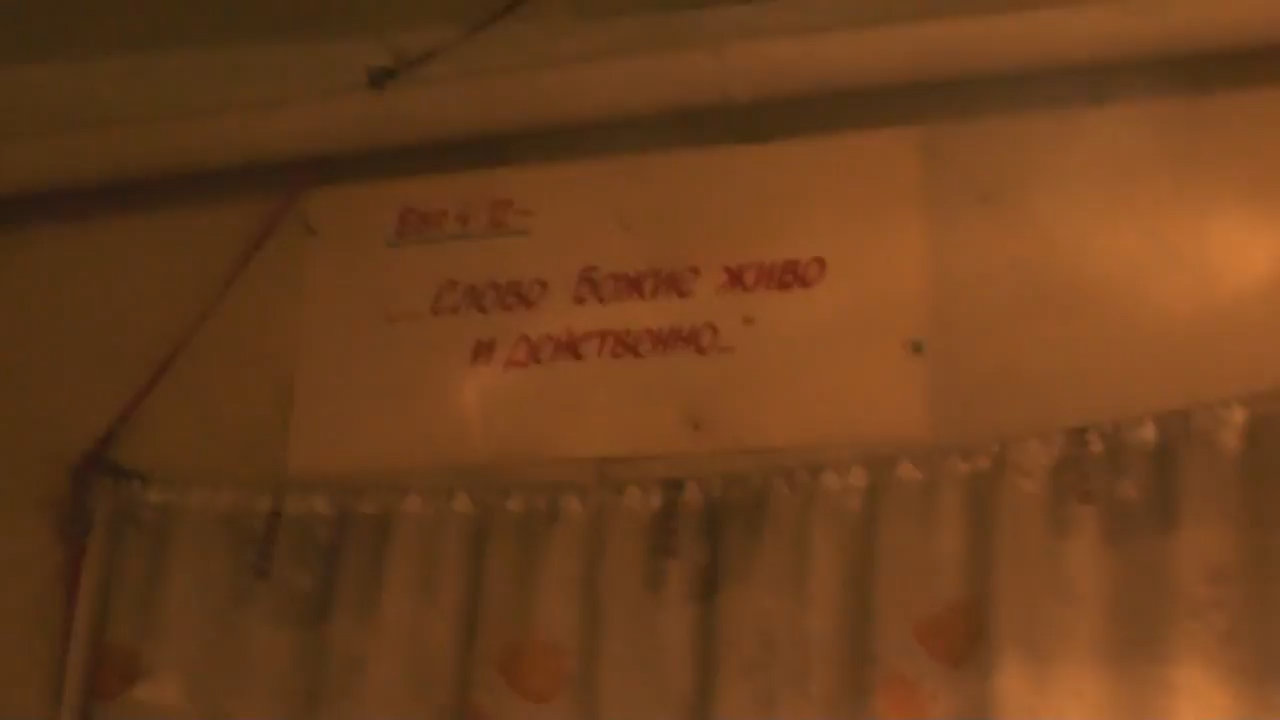 „... Слово Божие живо
и действенно..."